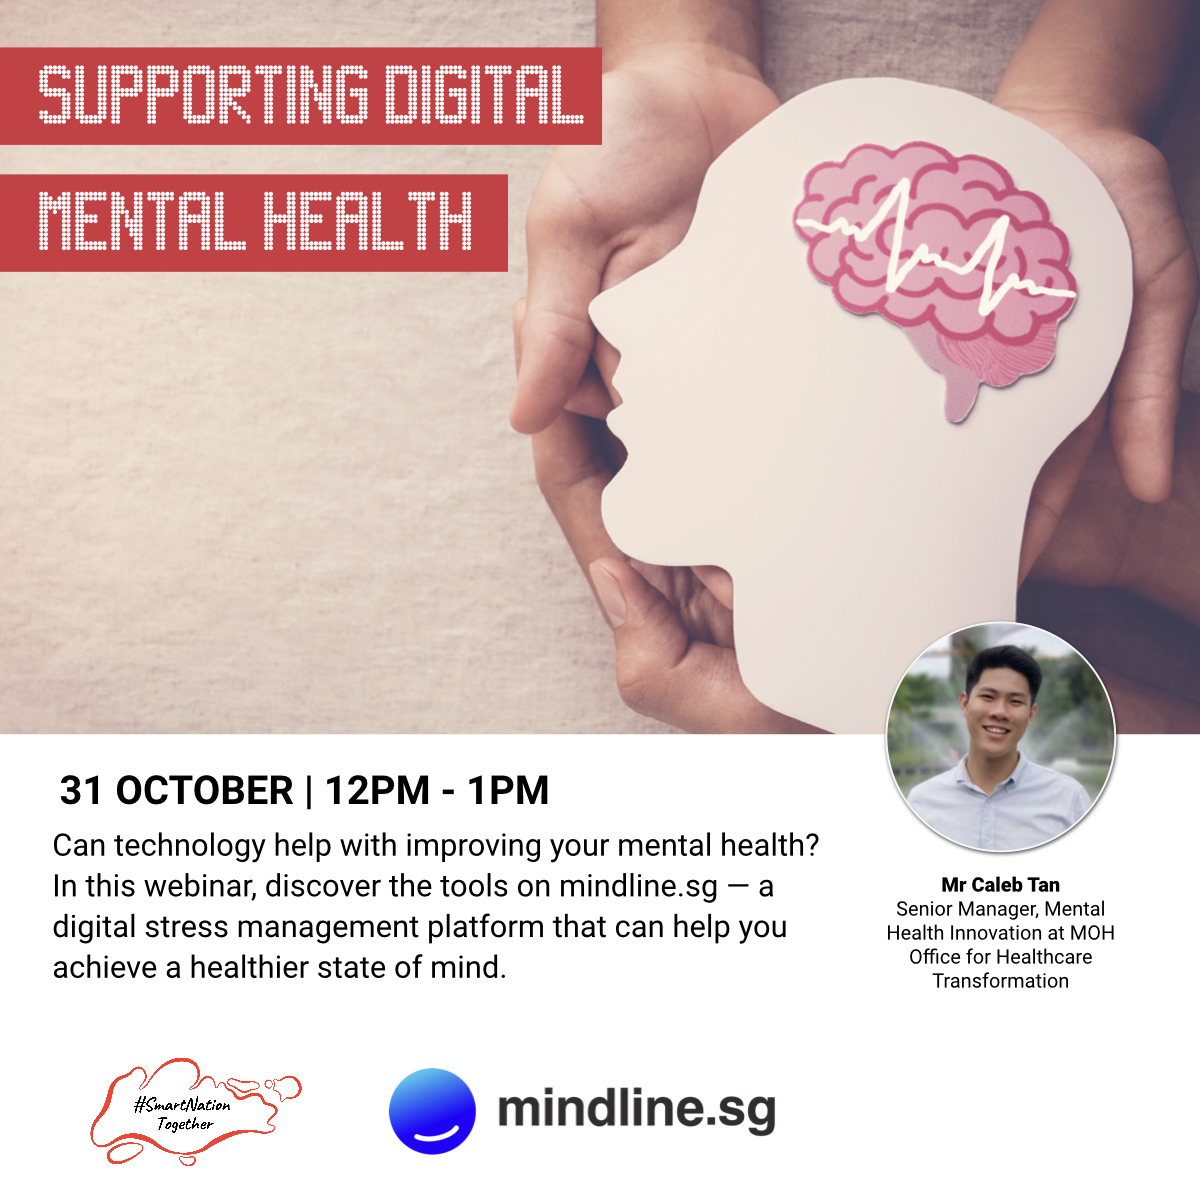 SUPPORTING DIGITAL
MENTAL HEALTH
31 OCTOBER | 12PM - 1PM
Can technology help with improving your mental health?
In this webinar, discover the tools on mindline.sg — a
digital stress management platform that can help you
achieve a healthier state of mind.
Mr Caleb Tan
Senior Manager, Mental
Health Innovation at MOH
Office for Healthcare
Transformation
#SmartNation
Together
mindline.sg